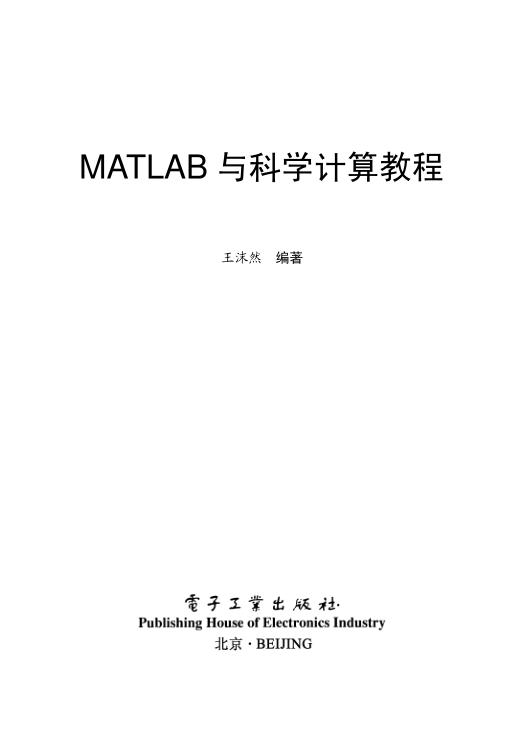 MATLAB 与科学计算教程
王沫然 编著
電子工業出版社·
Publishing House of Electronics Industry
北京·BEIJING